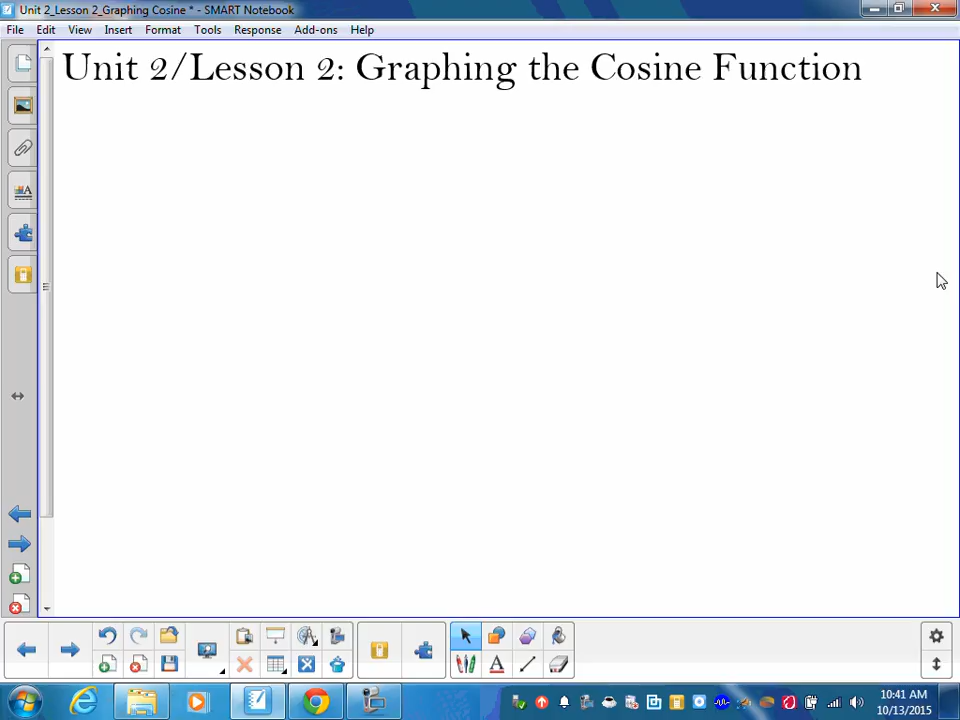 Unit 2_Lesson 2_Graphing Cosine * - SMART Notebook
File Edit View Insert Format Tools Response Add-ons Help
Unit 2/Lesson 2: Graphing the Cosine Function
10:41 AM
10/13/2015